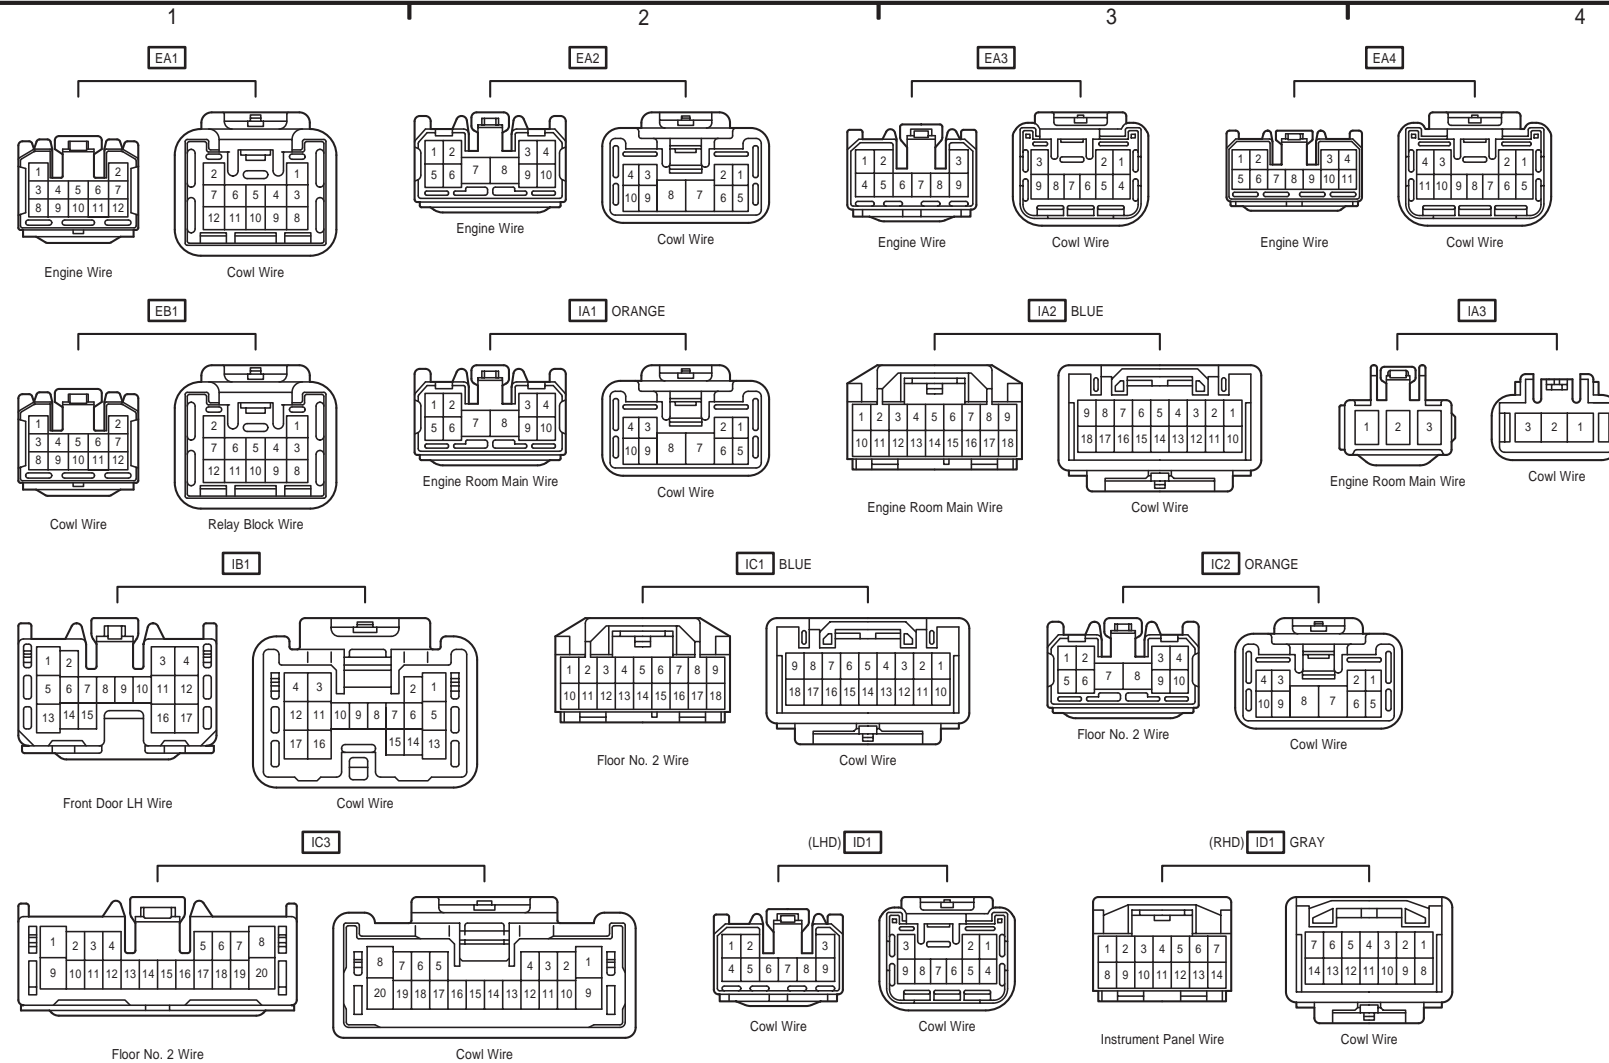 1 2 3 4
EA1 EA2 EA3 EA4
1 2
3 4 5 6 7
8 9 10 11 12
Engine Wire
2 1
7 6 5 4 3
12 11 10 9 8
Cowl Wire
1 2 3 4
5 6 7 8 9 10
Engine Wire
4 3 2 1
10 9 8 7 6 5
Cowl Wire
1 2 3
4 5 6 7 8 9
Engine Wire
3 2 1
9 8 7 6 5 4
Cowl Wire
1 2 3 4
5 6 7 8 9 10 11
Engine Wire
4 3 2 1
11 10 9 8 7 6 5
Cowl Wire
EB1 IA1 ORANGE IA2 BLUE IA3
1 2
3 4 5 6 7
8 9 10 11 12
Cowl Wire
2 1
7 6 5 4 3
12 11 10 9 8
Relay Block Wire
1 2 3 4
5 6 7 8 9 10
Engine Room Main Wire
4 3 2 1
10 9 8 7 6 5
Cowl Wire
1 2 3 4 5 6 7 8 9
10 11 12 13 14 15 16 17 18
Engine Room Main Wire
9 8 7 6 5 4 3 2 1
18 17 16 15 14 13 12 11 10
Cowl Wire
1 2 3
Engine Room Main Wire
3 2 1
Cowl Wire
IB1 IC1 BLUE IC2 ORANGE
1 2 3 4
5 6 7 8 9 10 11 12
13 14 15 16 17
Front Door LH Wire
4 3 2 1
12 11 10 9 8 7 6 5
17 16 15 14 13
Cowl Wire
1 2 3 4 5 6 7 8 9
10 11 12 13 14 15 16 17 18
Floor No. 2 Wire
9 8 7 6 5 4 3 2 1
18 17 16 15 14 13 12 11 10
Cowl Wire
1 2 3 4
5 6 7 8 9 10
Floor No. 2 Wire
4 3 2 1
10 9 8 7 6 5
Cowl Wire
IC3 (LHD) ID1 (RHD) ID1 GRAY
1 2 3 4 5 6 7 8
9 10 11 12 13 14 15 16 17 18 19 20
Floor No. 2 Wire
8 7 6 5 4 3 2 1
20 19 18 17 16 15 14 13 12 11 10 9
Cowl Wire
1 2 3
4 5 6 7 8 9
Cowl Wire
3 2 1
9 8 7 6 5 4
Cowl Wire
1 2 3 4 5 6 7
8 9 10 11 12 13 14
Instrument Panel Wire
7 6 5 4 3 2 1
14 13 12 11 10 9 8
Cowl Wire